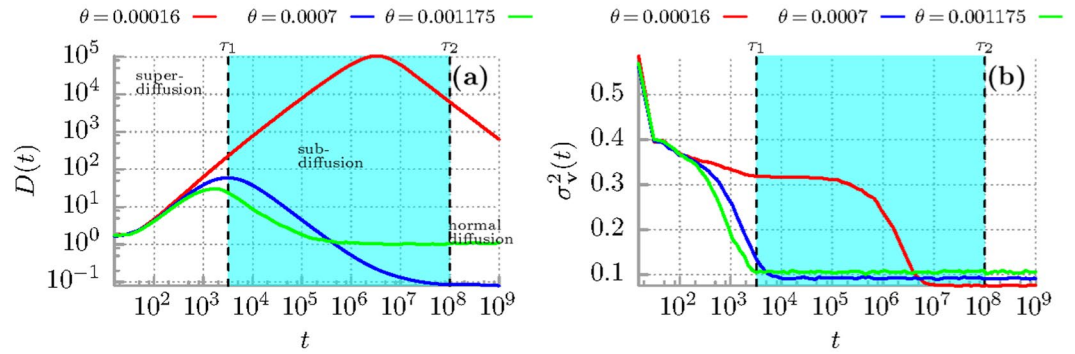 θ = 0.00016 θ = 0.0007 θ = 0.001175
τ1 τ2
10^5
10^4
10^3
10^2
10^1
10^0
10^-1
D(t)
super-
diffusion
(a)
sub-
diffusion
normal
diffusion
10^2 10^3 10^4 10^5 10^6 10^7 10^8 10^9
t
θ = 0.00016 θ = 0.0007 θ = 0.001175
τ1 τ2
0.5
0.4
0.3
0.2
0.1
σ_v^2(t)
(b)
10^2 10^3 10^4 10^5 10^6 10^7 10^8 10^9
t